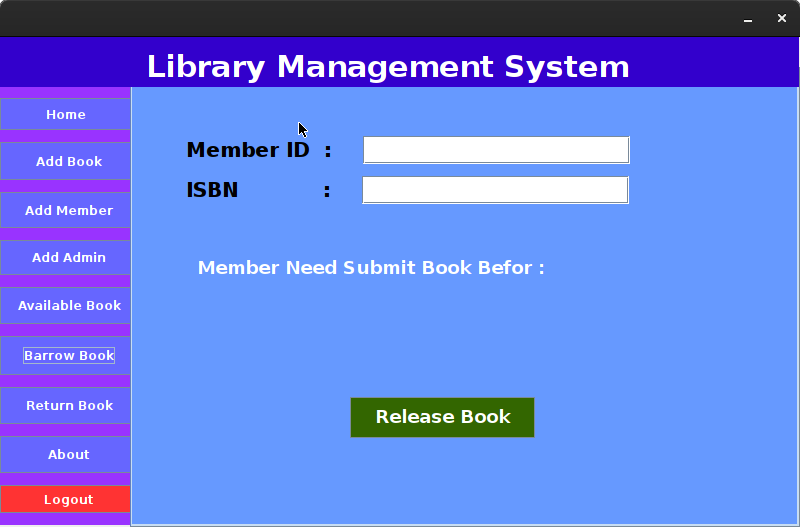 Library Management System
Home
Add Book
Add Member
Add Admin
Available Book
Barrow Book
Return Book
About
Logout
Member ID :
ISBN :
Member Need Submit Book Befor :
Release Book